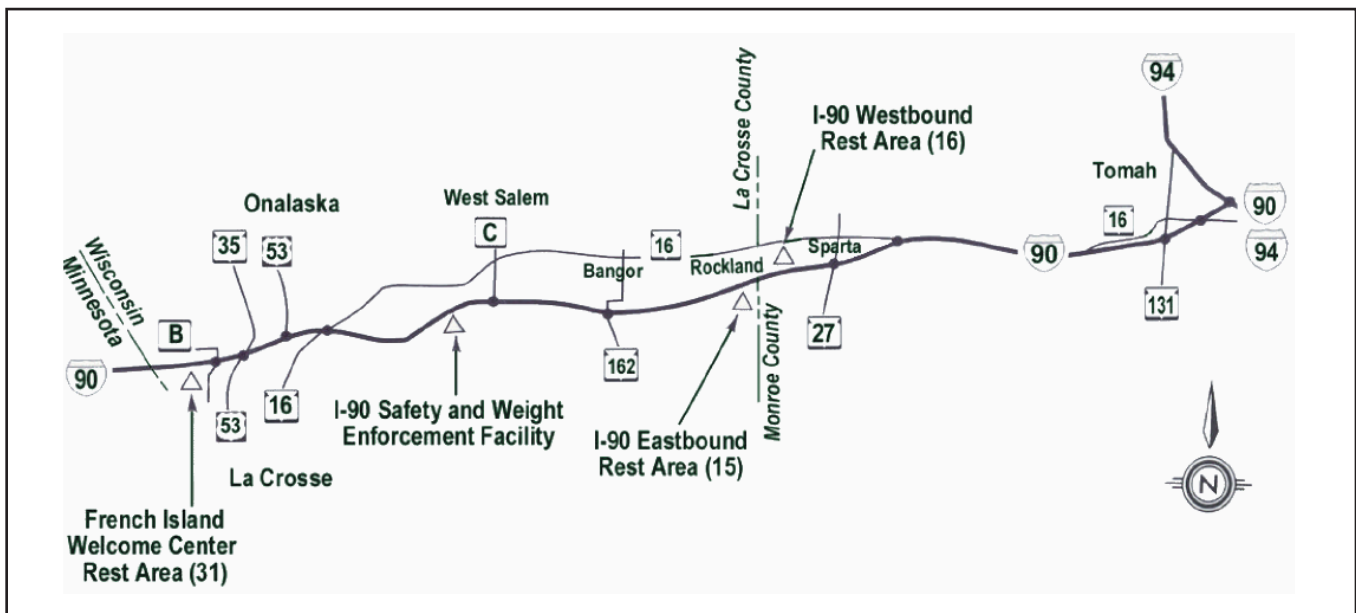 94
La Crosse County
I-90 Westbound
Rest Area (16)
Tomah
West Salem
Onalaska
C
16
90
35
53
16
Sparta
Bangor
Rockland
90
94
Wisconsin
Minnesota
B
131
27
162
90
16
53
I-90 Safety and Weight
Enforcement Facility
I-90 Eastbound
Rest Area (15)
Monroe County
La Crosse
French Island
Welcome Center
Rest Area (31)
N